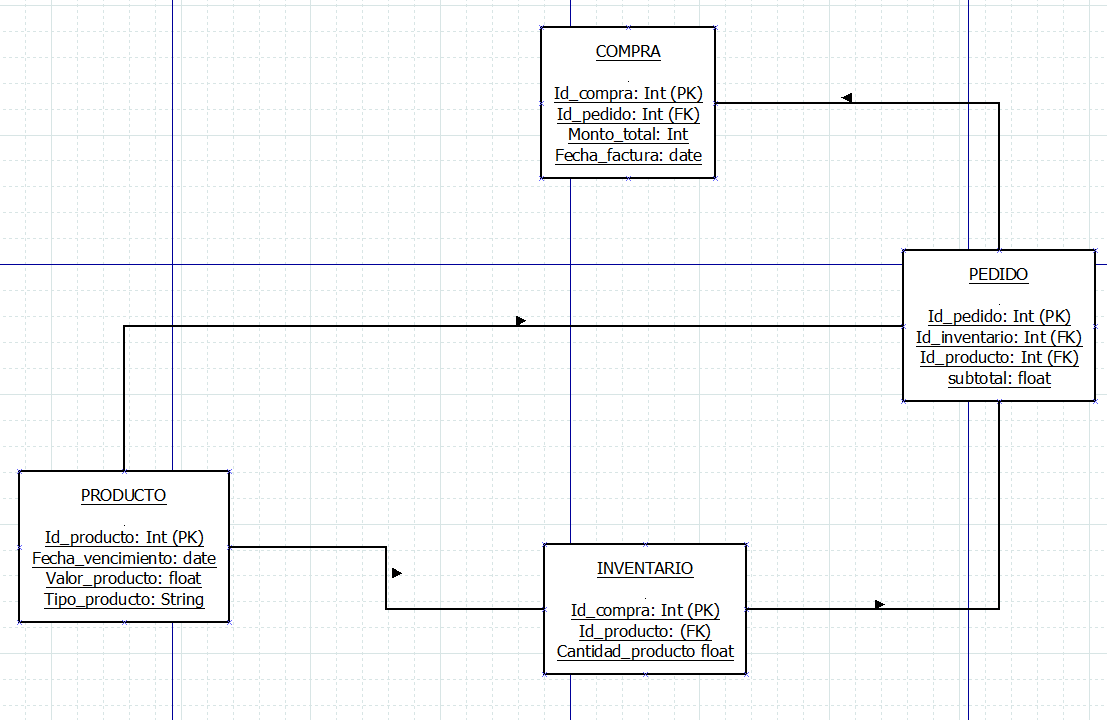 COMPRA
.
Id_compra: Int (PK)
Id_pedido: Int (FK)
Monto_total: Int
Fecha_factura: date
PEDIDO
.
Id_pedido: Int (PK)
Id_inventario: Int (FK)
Id_producto: Int (FK)
subtotal: float
PRODUCTO
.
Id_producto: Int (PK)
Fecha_vencimiento: date
Valor_producto: float
Tipo_producto: String
INVENTARIO
.
Id_compra: Int (PK)
Id_producto: (FK)
Cantidad_producto float